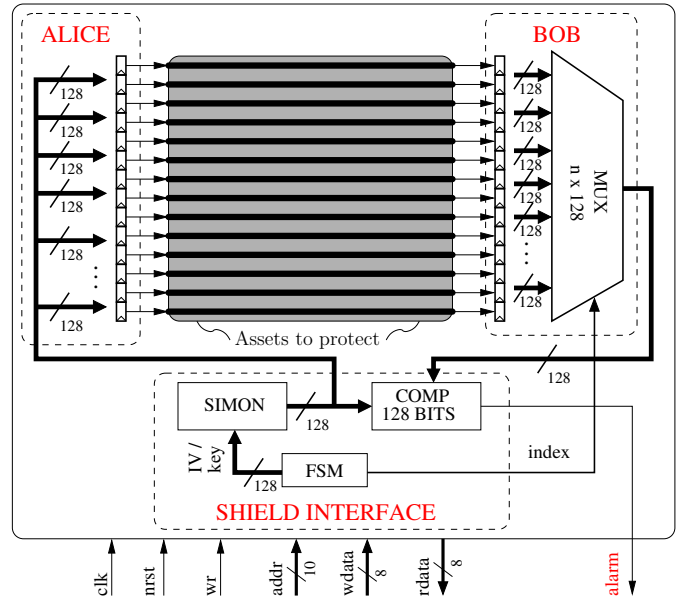 ALICE
BOB
128
128
128
128
128
...
128
128
128
128
128
128
....
128
MUX
n x 128
Assets to protect
128
SIMON
128
COMP
128 BITS
IV /
key
128
FSM
index
SHIELD INTERFACE
clk
nrst
wr
addr
10
wdata
8
rdata
8
alarm